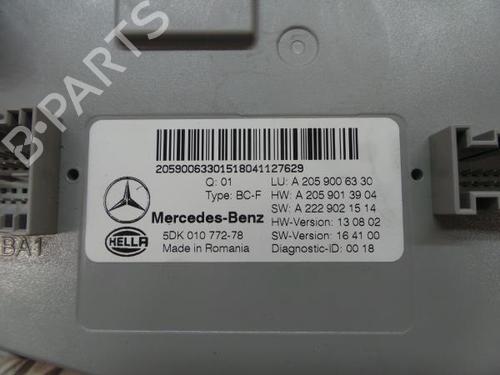 B-PARTS
20590063301518041127629
Q: 01 LU: A 205 900 63 30
Type: BC-F HW: A 205 901 39 04
SW: A 222 902 15 14
Mercedes-Benz HW-Version: 13 08 02
HELLA 5DK 010 772-78 SW-Version: 16 41 00
Made in Romania Diagnostic-ID: 00 18
BA1